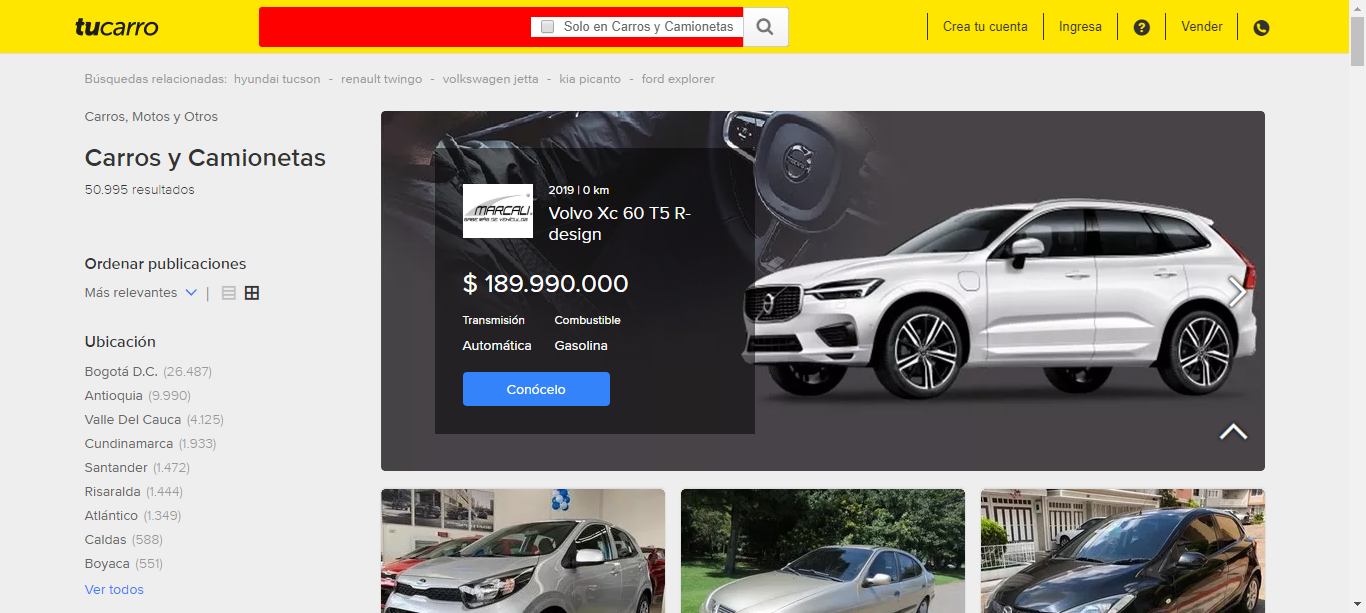 tucarro
Solo en Carros y Camionetas
Crea tu cuenta
Ingresa
?
Vender
Búsquedas relacionadas: hyundai tucson - renault twingo - volkswagen jetta - kia picanto - ford explorer
Carros, Motos y Otros
Carros y Camionetas
50.995 resultados
Ordenar publicaciones
Más relevantes |
Ubicación
Bogotá D.C. (26.487)
Antioquia (9.990)
Valle Del Cauca (4.125)
Cundinamarca (1.933)
Santander (1.472)
Risaralda (1.444)
Atlántico (1.349)
Caldas (588)
Boyaca (551)
Ver todos
MARCALI
2019 | 0 km
Volvo Xc 60 T5 R-
design
$ 189.990.000
Transmisión Combustible
Automática Gasolina
Conócelo